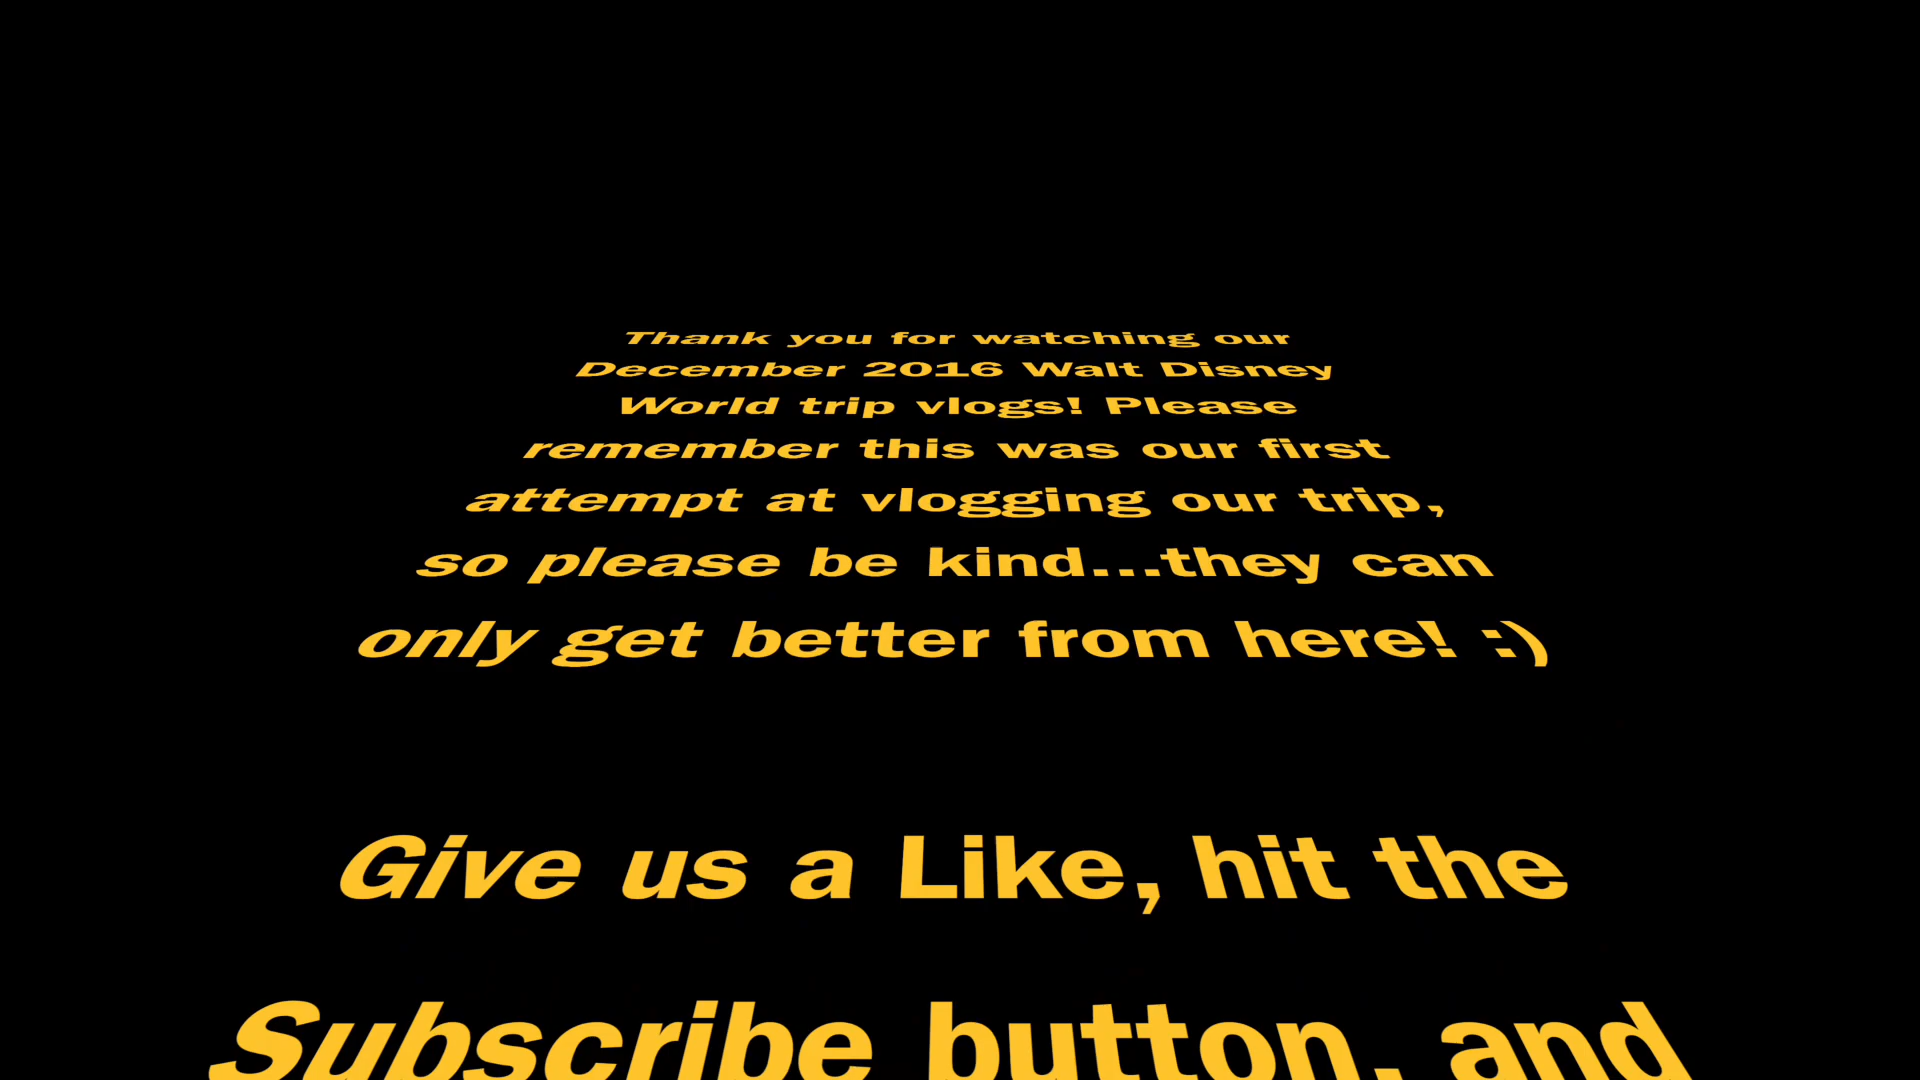 Thank you for watching our
December 2016 Walt Disney
World trip vlogs! Please
remember this was our first
attempt at vlogging our trip,
so please be kind...they can
only get better from here! :)
Give us a Like, hit the
Subscribe button, and